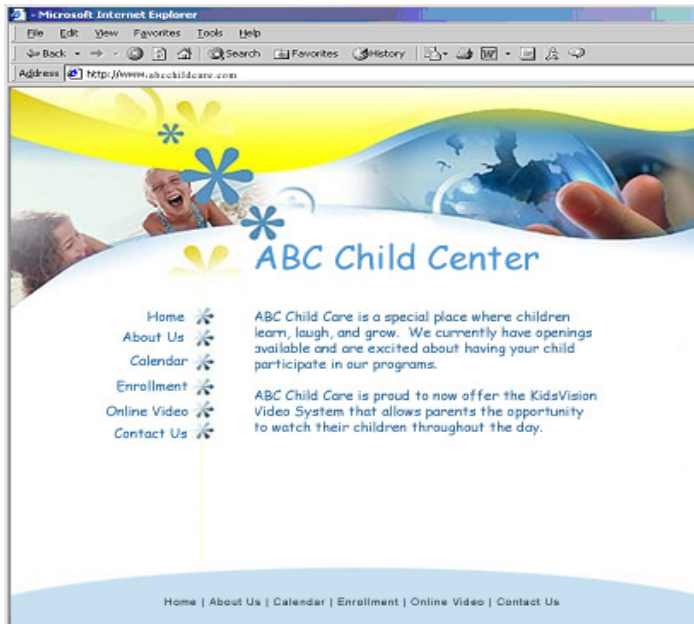 - Microsoft Internet Explorer
File Edit View Favorites Tools Help
Back Search Favorites History
Address http://www.abcchildcare.com
ABC Child Center
Home
About Us
Calendar
Enrollment
Online Video
Contact Us
ABC Child Care is a special place where children
learn, laugh, and grow. We currently have openings
available and are excited about having your child
participate in our programs.
ABC Child Care is proud to now offer the KidsVision
Video System that allows parents the opportunity
to watch their children throughout the day.
Home | About Us | Calendar | Enrollment | Online Video | Contact Us